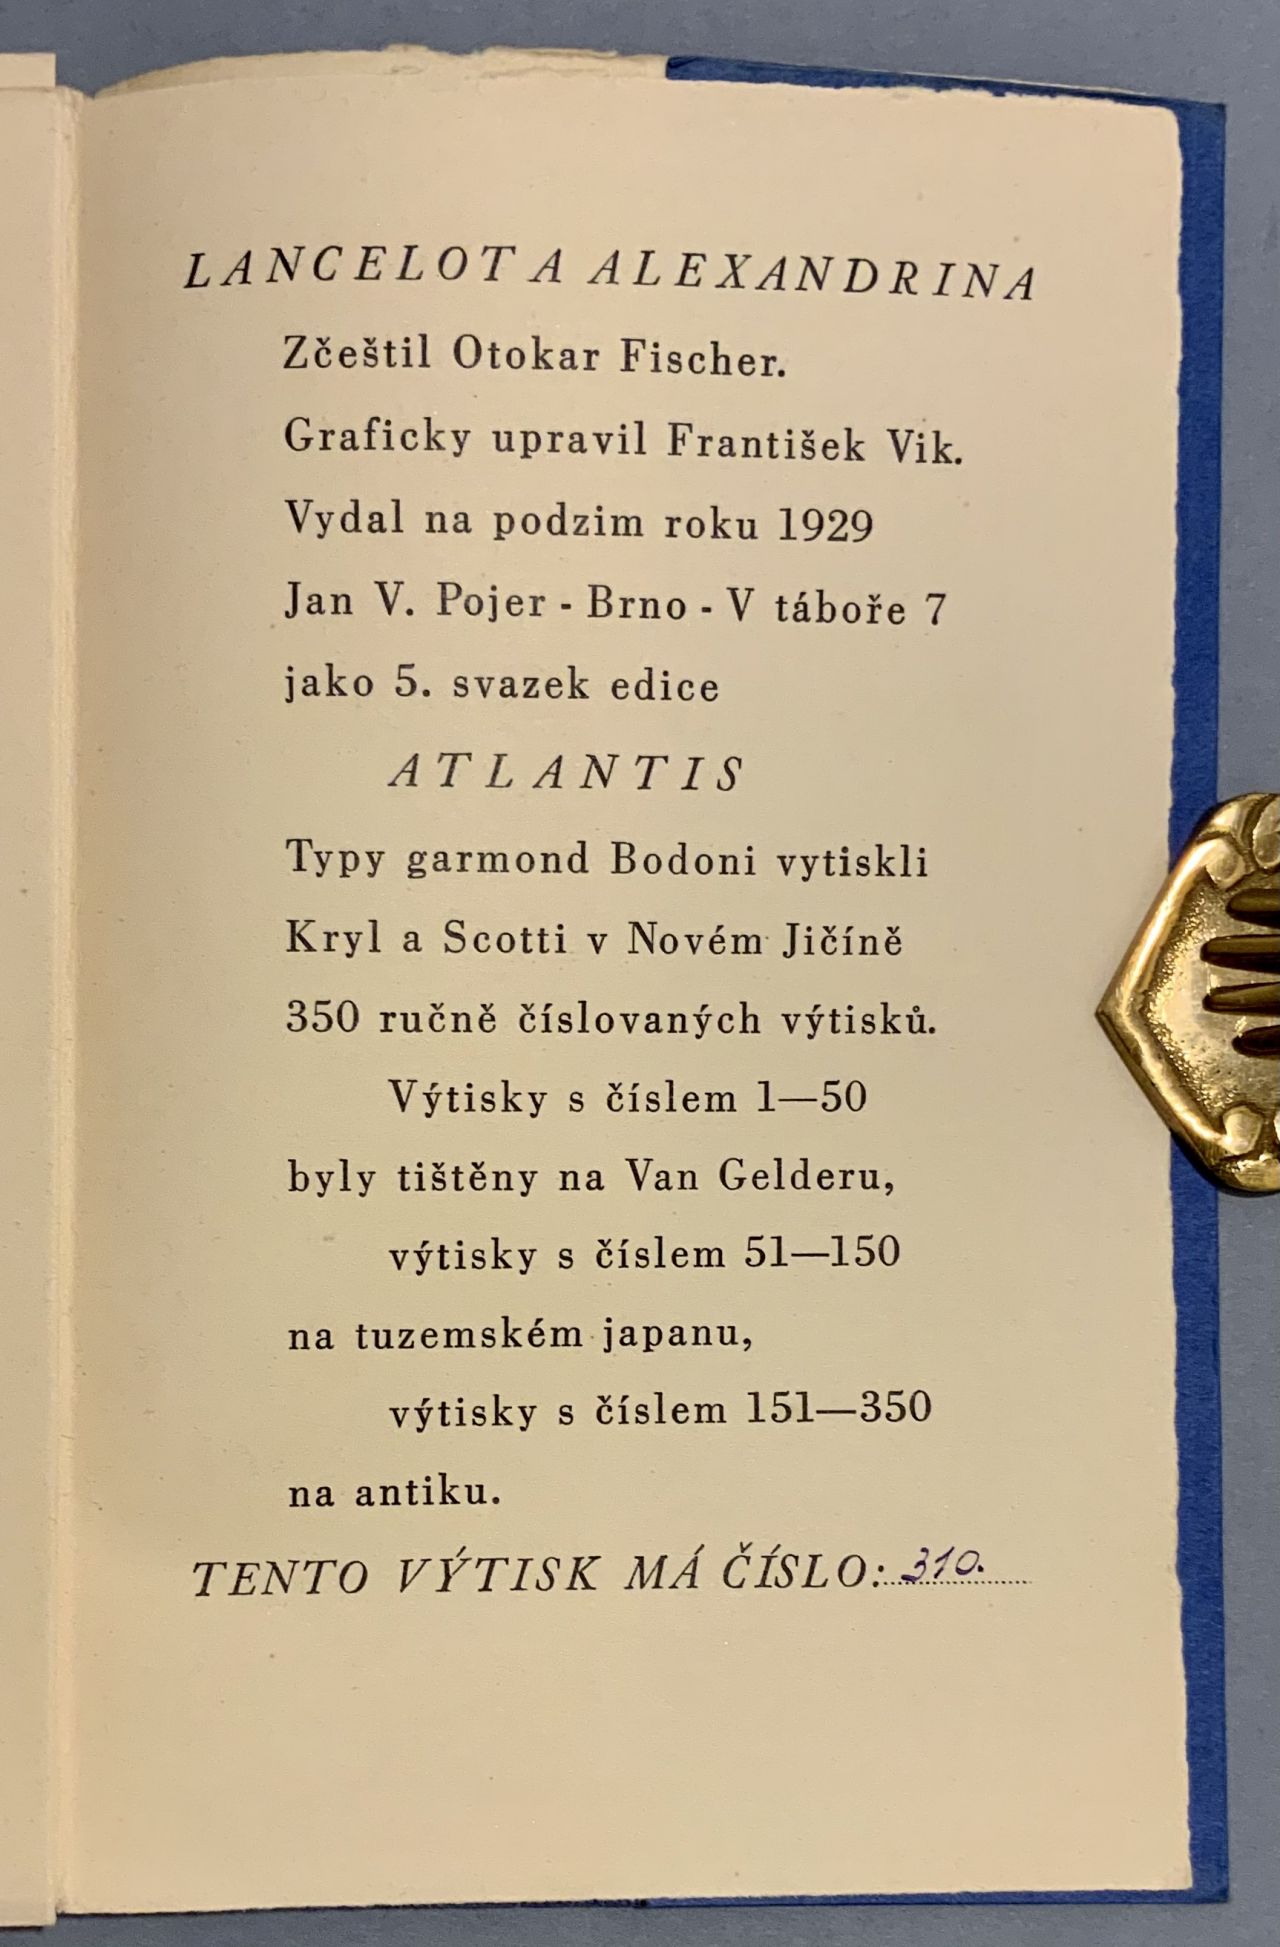 LANCELOT A ALEXANDRINA
Zčeštil Otokar Fischer.
Graficky upravil František Vik.
Vydal na podzim roku 1929
Jan V. Pojer - Brno - V táboře 7
jako 5. svazek edice
ATLANTIS
Typy garmond Bodoni vytiskli
Kryl a Scotti v Novém Jičíně
350 ručně číslovaných výtisků.
Výtisky s číslem 1—50
byly tištěny na Van Gelderu,
výtisky s číslem 51—150
na tuzemském japanu,
výtisky s číslem 151—350
na antiku.
TENTO VÝTISK MÁ ČÍSLO: 310.